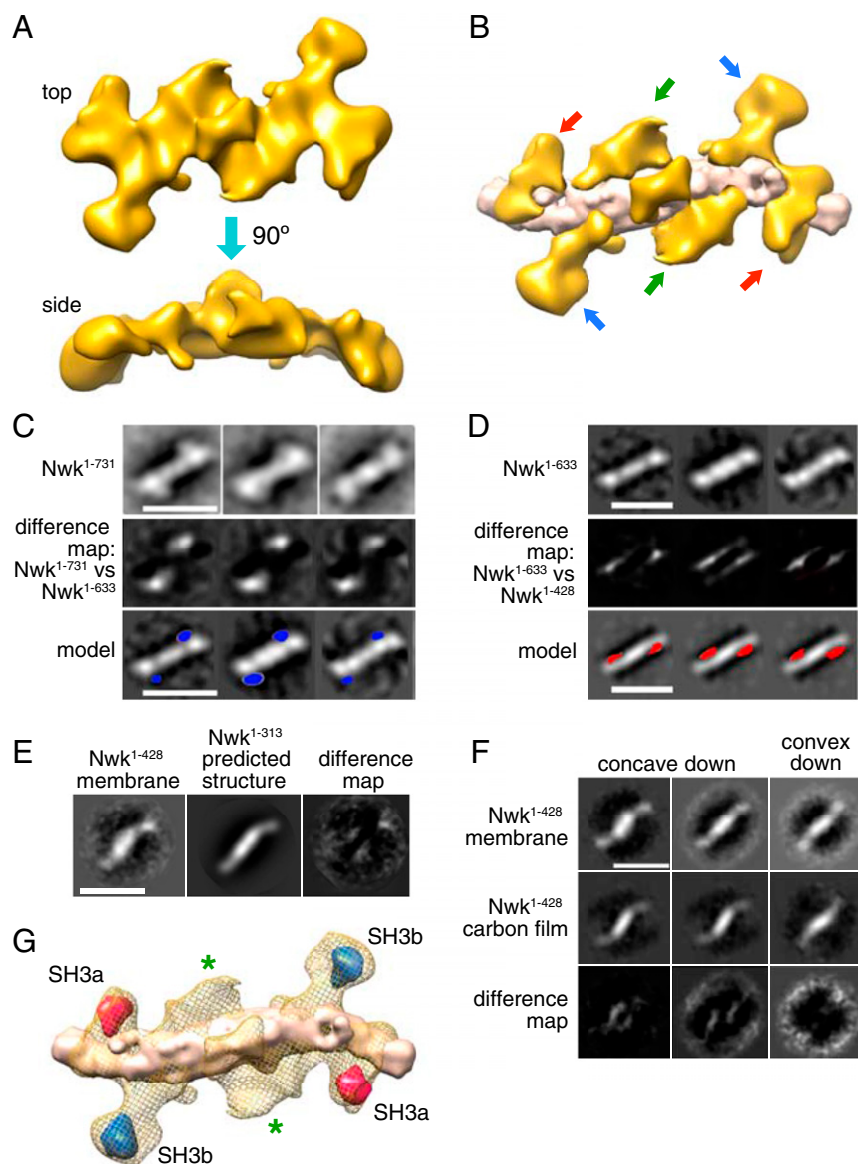 A
top
90º
side
B
C
Nwk1-731
difference
map:
Nwk1-731 vs
Nwk1-633
model
D
Nwk1-633
difference
map:
Nwk1-633 vs
Nwk1-428
model
E
Nwk1-428
membrane
Nwk1-313
predicted
structure
difference
map
F
concave down
convex
down
Nwk1-428
membrane
Nwk1-428
carbon film
difference
map
G
SH3a
*
SH3b
SH3b
*
SH3a